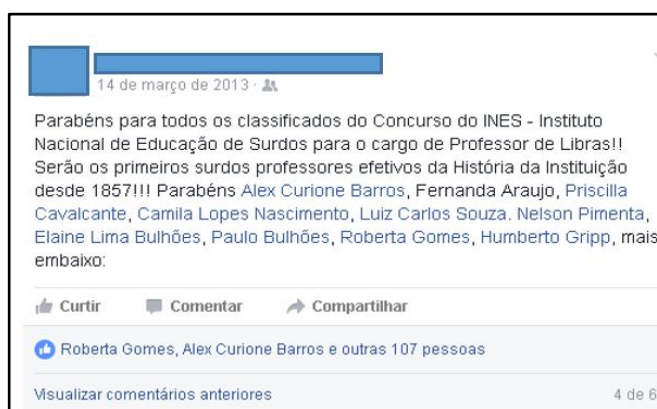 14 de março de 2013 ·
Parabéns para todos os classificados do Concurso do INES - Instituto
Nacional de Educação de Surdos para o cargo de Professor de Libras!!
Serão os primeiros surdos professores efetivos da História da Instituição
desde 1857!!! Parabéns Alex Curione Barros, Fernanda Araujo, Priscilla
Cavalcante, Camila Lopes Nascimento, Luiz Carlos Souza. Nelson Pimenta,
Elaine Lima Bulhões, Paulo Bulhões, Roberta Gomes, Humberto Gripp, mais
embaixo:
Curtir Comentar Compartilhar
Roberta Gomes, Alex Curione Barros e outras 107 pessoas
Visualizar comentários anteriores 4 de 6